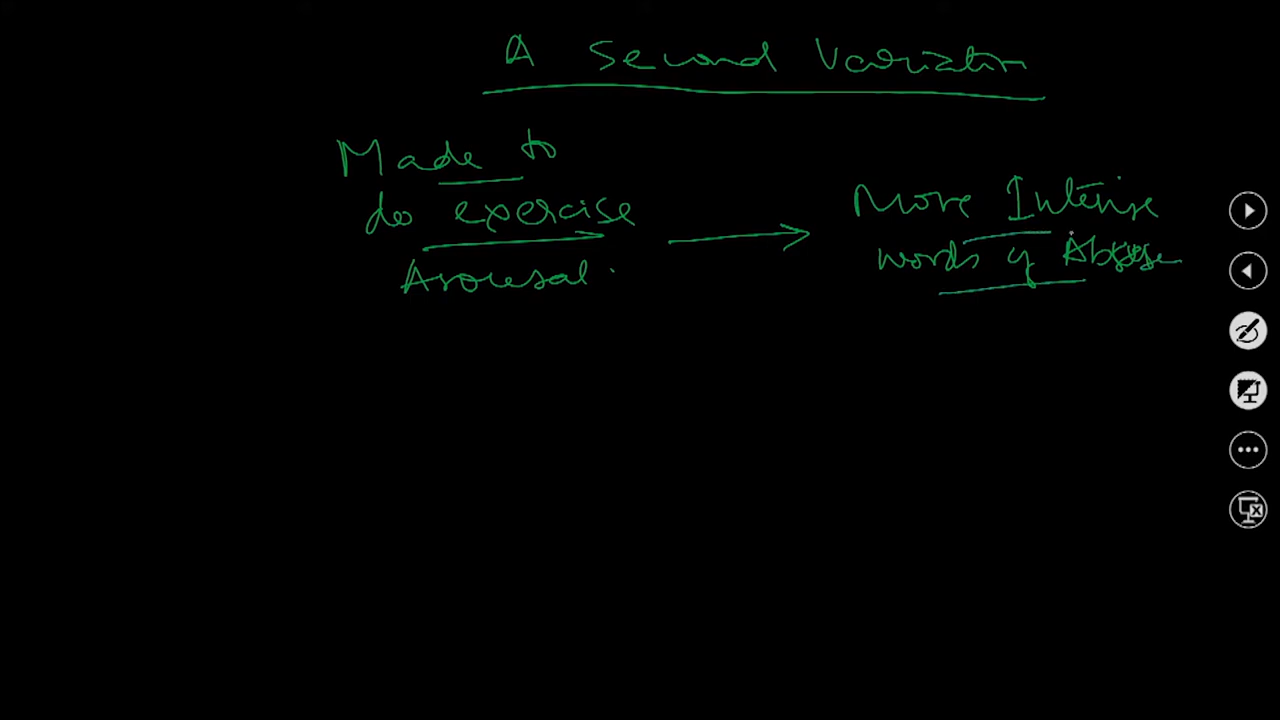 A Second Variation
Made to
do exercise
Arousal
More Intense
words of Abuse